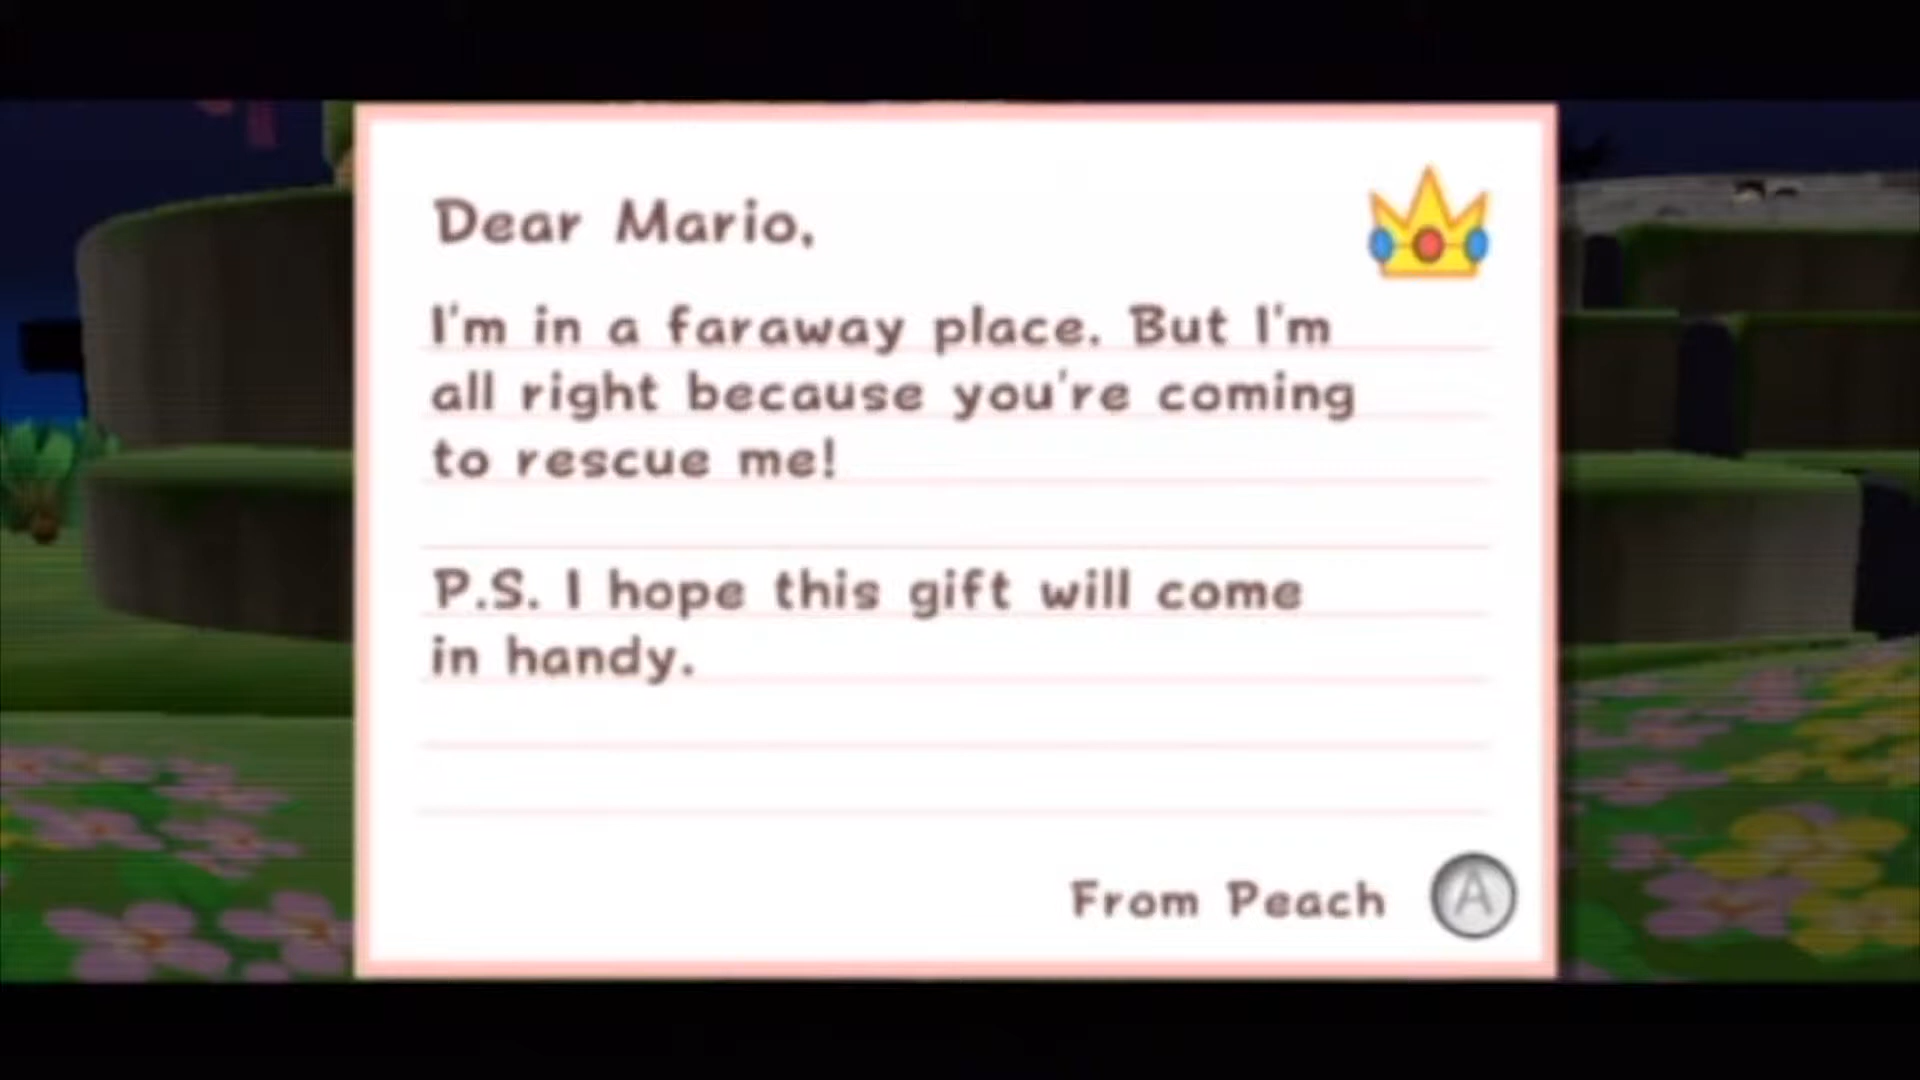 Dear Mario,
I'm in a faraway place. But I'm
all right because you're coming
to rescue me!
P.S. I hope this gift will come
in handy.
From Peach
A